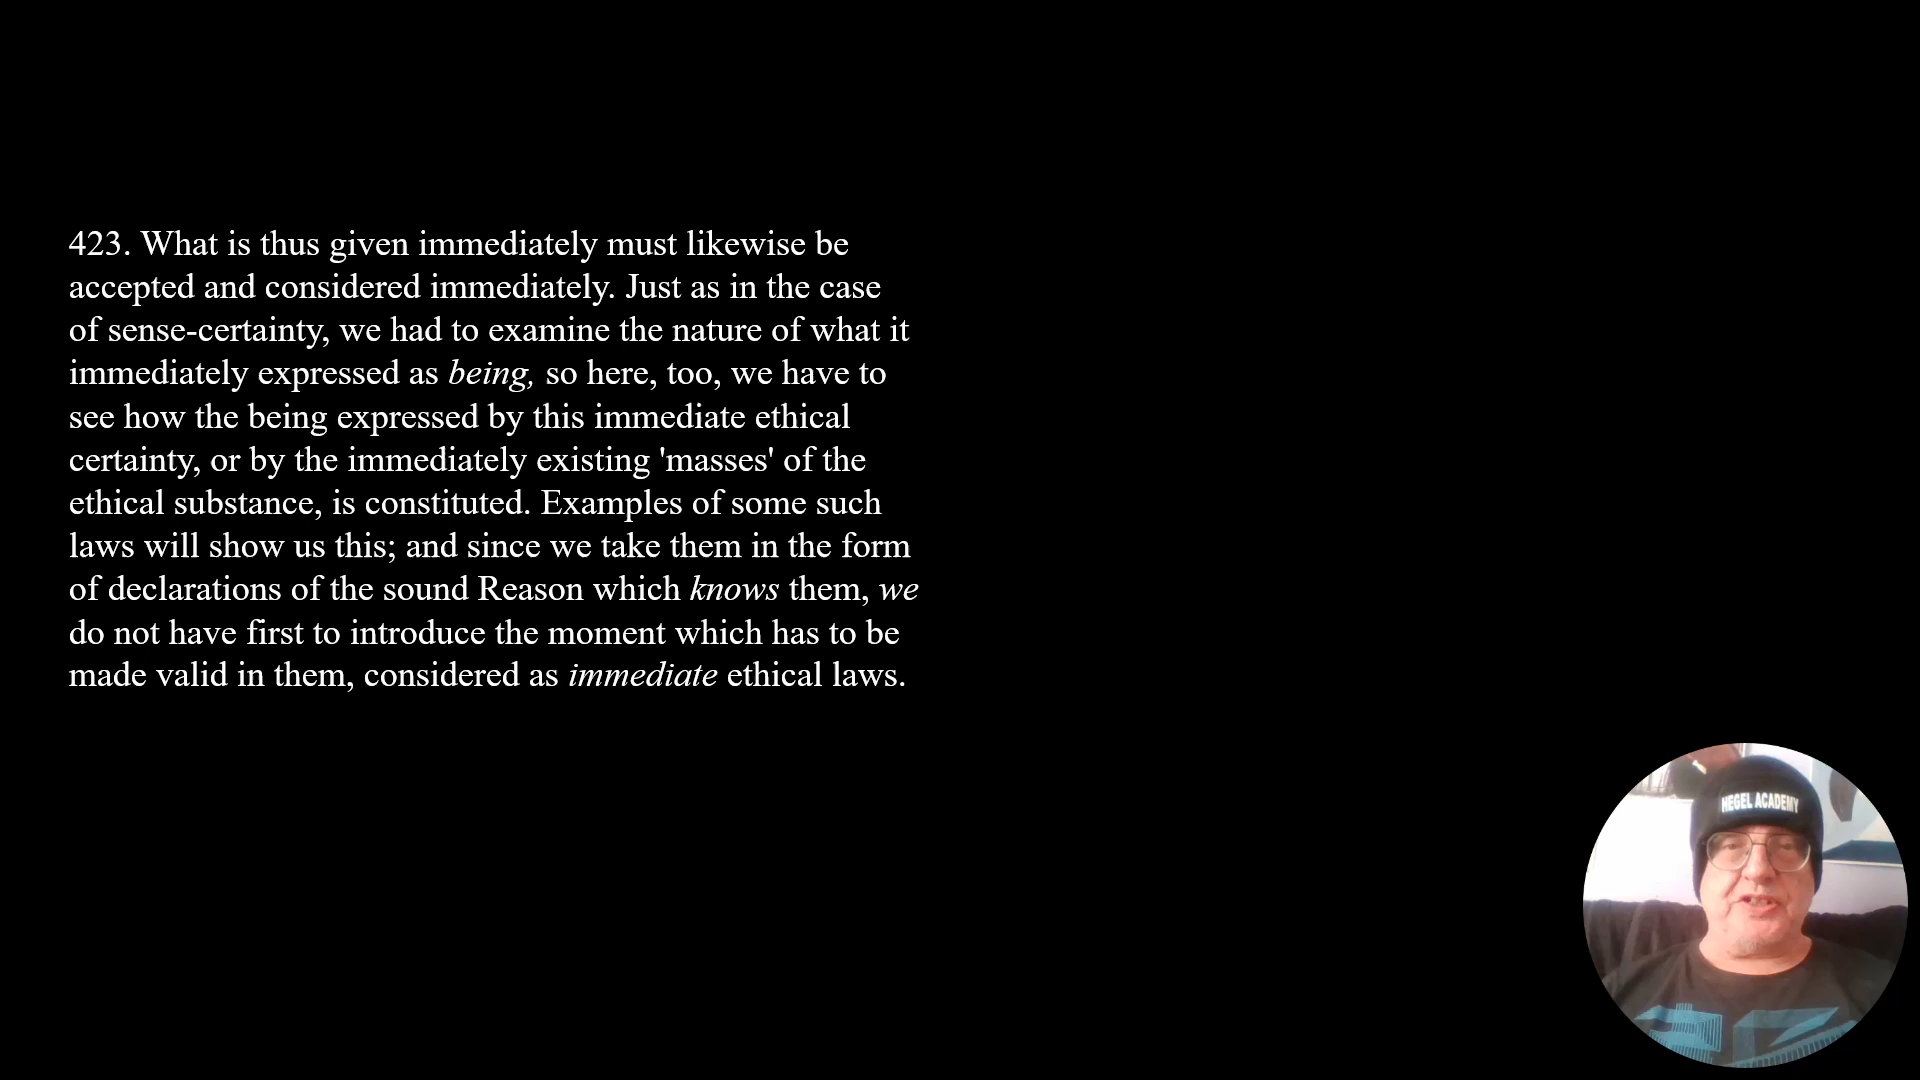 423. What is thus given immediately must likewise be
accepted and considered immediately. Just as in the case
of sense-certainty, we had to examine the nature of what it
immediately expressed as being, so here, too, we have to
see how the being expressed by this immediate ethical
certainty, or by the immediately existing 'masses' of the
ethical substance, is constituted. Examples of some such
laws will show us this; and since we take them in the form
of declarations of the sound Reason which knows them, we
do not have first to introduce the moment which has to be
made valid in them, considered as immediate ethical laws.
HEGEL ACADEMY